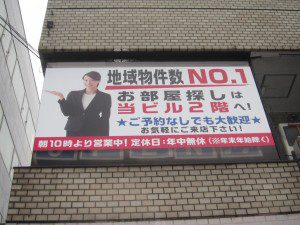 地域物件数 NO.1
お部屋探しは
当ビル2階へ!
★ご予約なしでも大歓迎★
お気軽にご来店下さい!
朝10時より営業中! 定休日:年中無休(※年末年始除く)